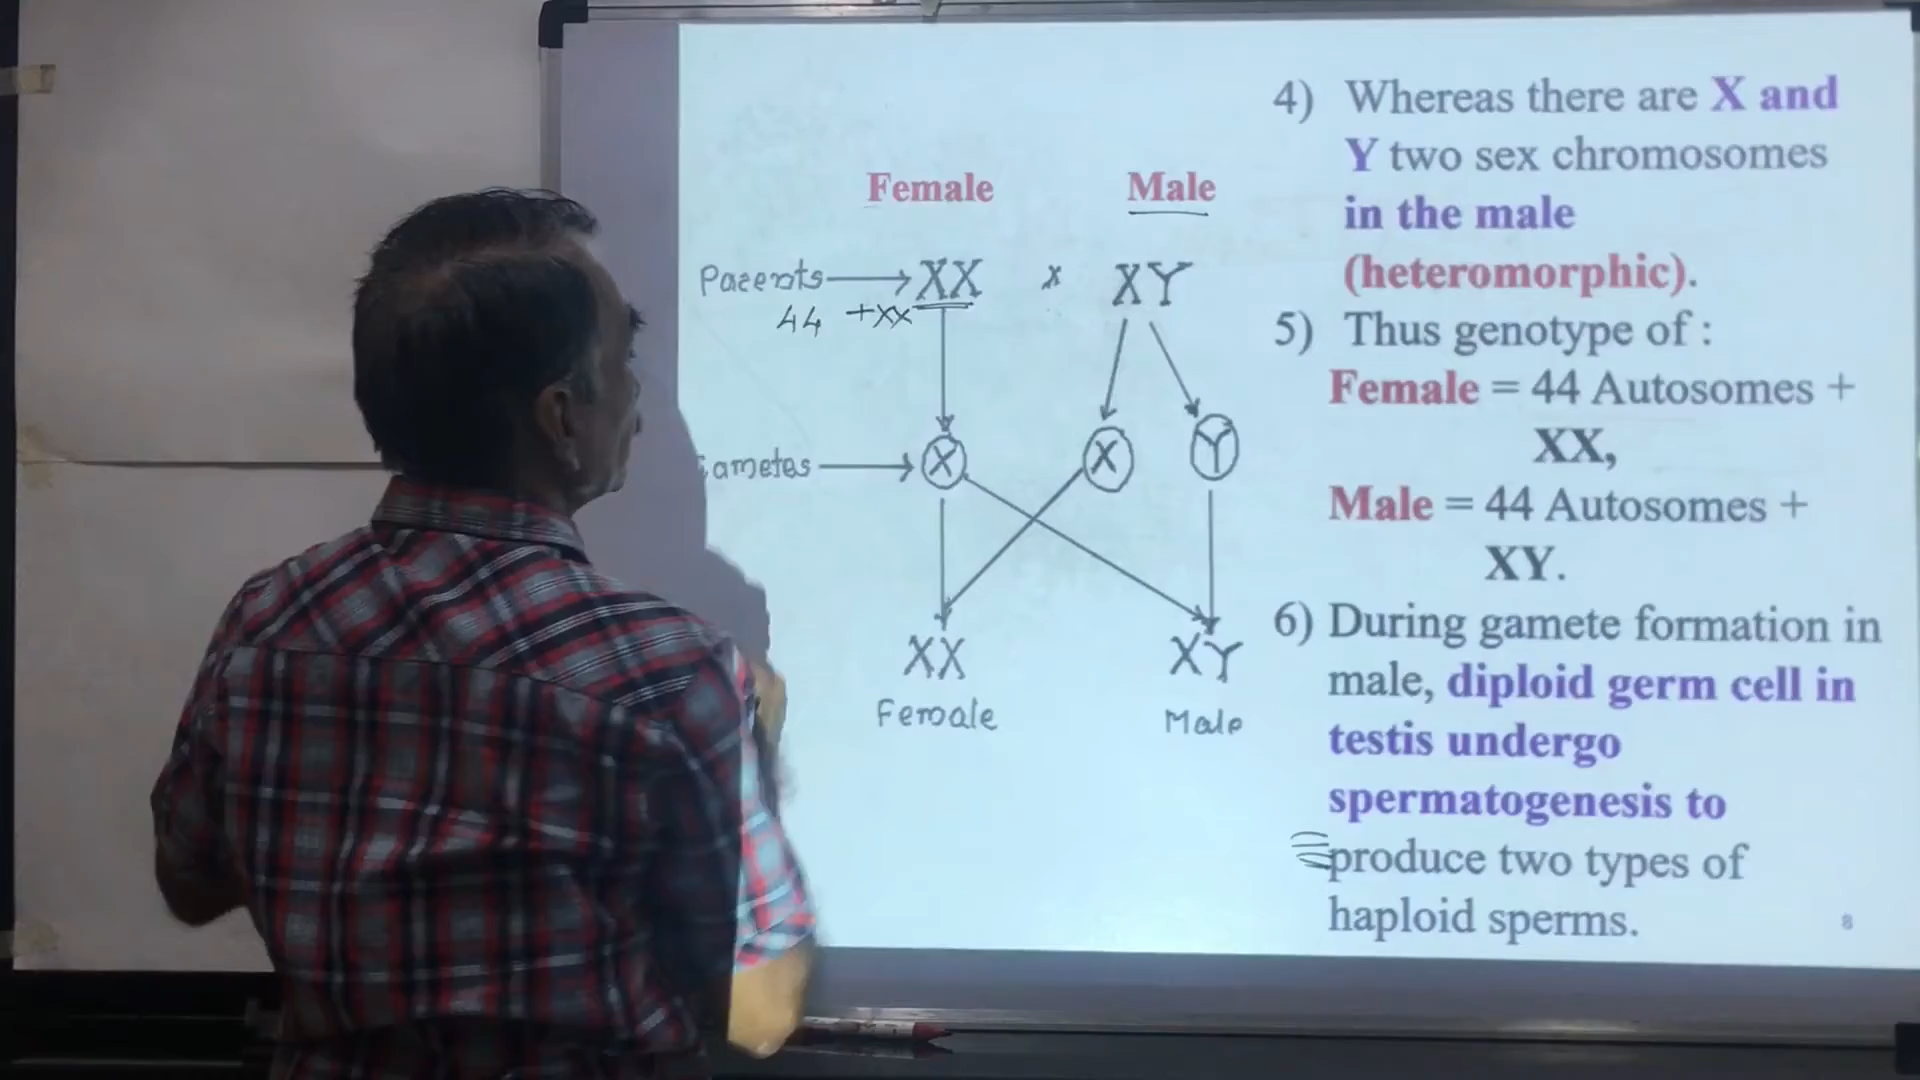 Female Male
Parents XX x XY
44 +XX
ametes X X Y
XX XY
Female Male
4) Whereas there are X and
Y two sex chromosomes
in the male
(heteromorphic).
5) Thus genotype of :
Female = 44 Autosomes +
XX,
Male = 44 Autosomes +
XY.
6) During gamete formation in
male, diploid germ cell in
testis undergo
spermatogenesis to
produce two types of
haploid sperms.
8